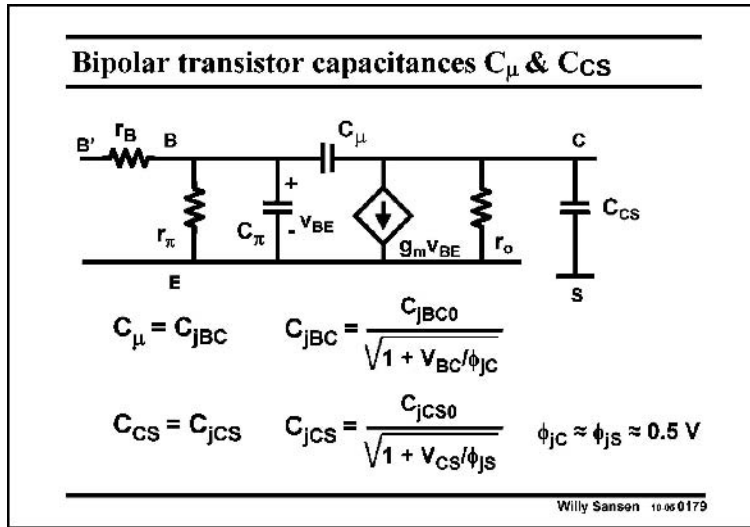 Bipolar transistor capacitances Cμ & CCS
B' rB B Cμ C
rπ Cπ + - vBE gmvBE ro CCS
E S
Cμ = CjBC CjBC = CjBC0 / √1 + VBC/ϕjC
CCS = CjCS CjCS = CjCS0 / √1 + VCS/ϕjS ϕjC ≈ ϕjS ≈ 0.5 V
Willy Sansen 10-05 0179